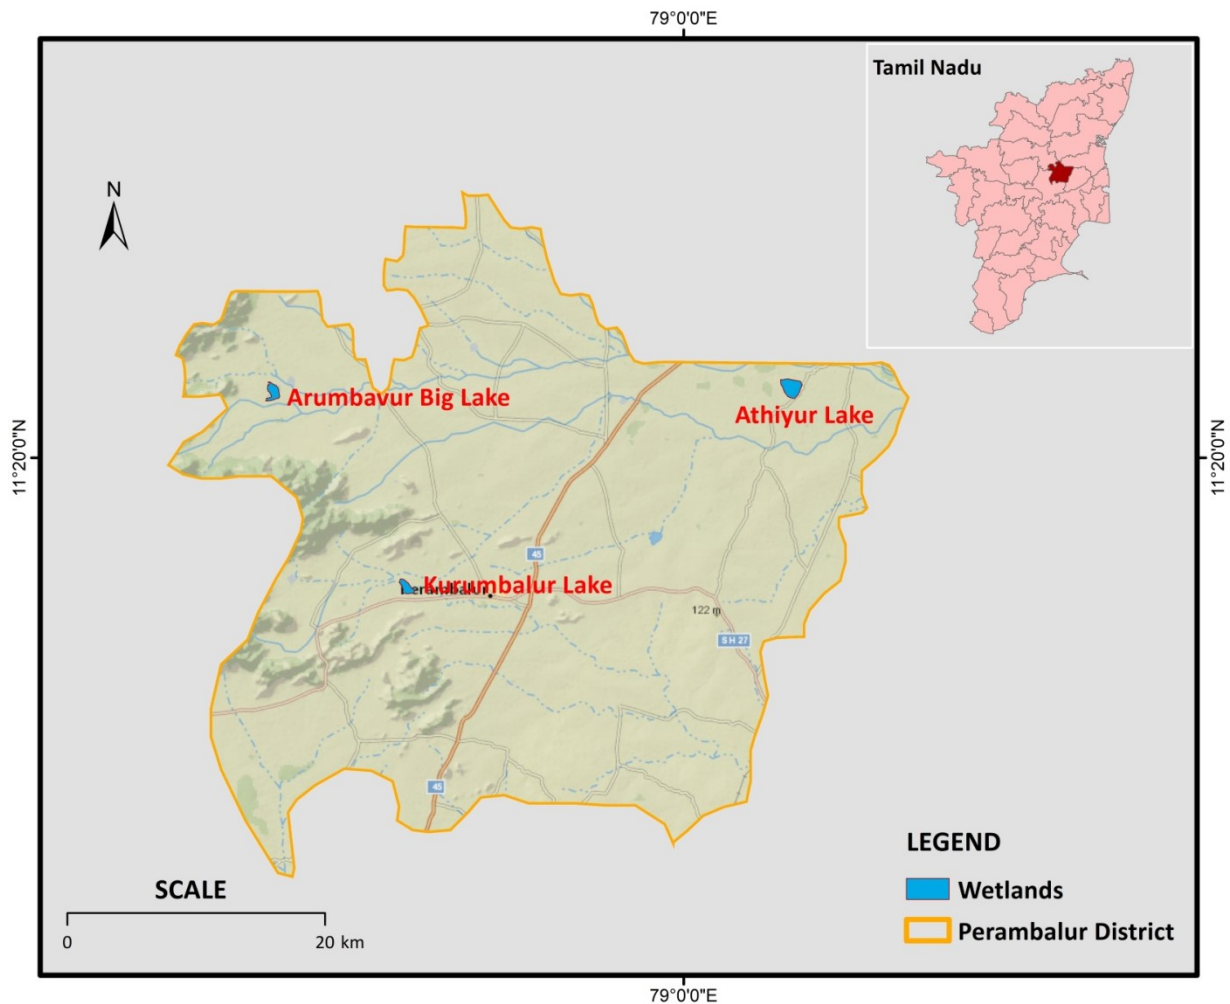 79°0'0"E
Tamil Nadu
N
Arumbavur Big Lake
Athiyur Lake
11°20'0"N
11°20'0"N
45
Kurumbalur Lake
Perambalur
122 m
SH 27
45
LEGEND
SCALE
Wetlands
0 20 km
Perambalur District
79°0'0"E